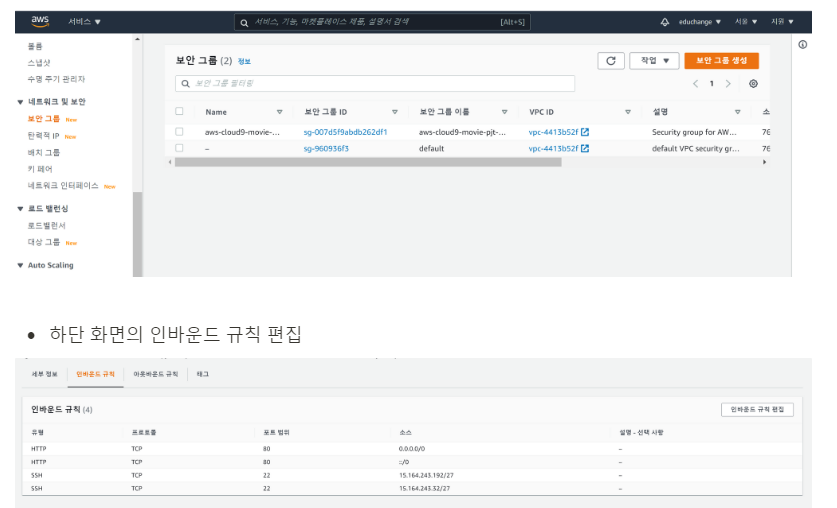 aws 서비스 ▼ 서비스, 기능, 마켓플레이스 제품, 설명서 검색 [Alt+S] educhange ▼ 서울 ▼ 지원 ▼
볼륨
스냅샷
수명 주기 관리자
▼ 네트워크 및 보안
보안 그룹 New
탄력적 IP New
배치 그룹
키 페어
네트워크 인터페이스 New
▼ 로드 밸런싱
로드밸런서
대상 그룹 New
▼ Auto Scaling
보안 그룹 (2) 정보 작업 ▼ 보안 그룹 생성
보안 그룹 필터링 < 1 >
Name 보안 그룹 ID 보안 그룹 이름 VPC ID 설명 소
aws-cloud9-movie-... sg-007d5f9abdb262df1 aws-cloud9-movie-pjt-... vpc-4413b52f Security group for AW... 76
– sg-960936f3 default vpc-4413b52f default VPC security gr... 76
• 하단 화면의 인바운드 규칙 편집
세부 정보 인바운드 규칙 아웃바운드 규칙 태그
인바운드 규칙 (4) 인바운드 규칙 편집
유형 프로토콜 포트 범위 소스 설명 - 선택 사항
HTTP TCP 80 0.0.0.0/0 –
HTTP TCP 80 ::/0 –
SSH TCP 22 15.164.243.192/27 –
SSH TCP 22 15.164.243.32/27 –